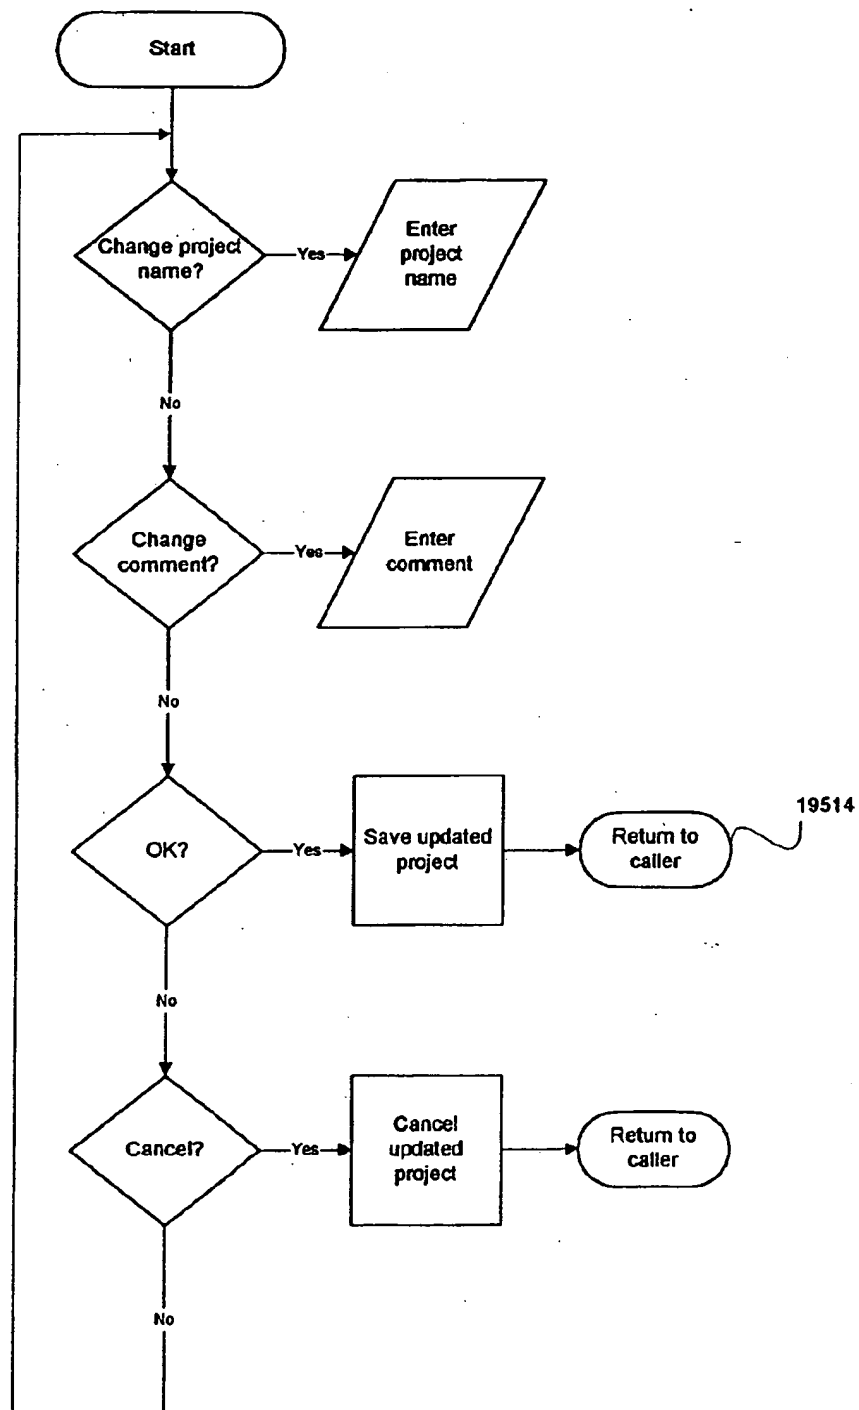 Start
Change project
name?
Yes
Enter
project
name
No
Change
comment?
Yes
Enter
comment
No
OK?
Yes
Save updated
project
Return to
caller
19514
No
Cancel?
Yes
Cancel
updated
project
Return to
caller
No